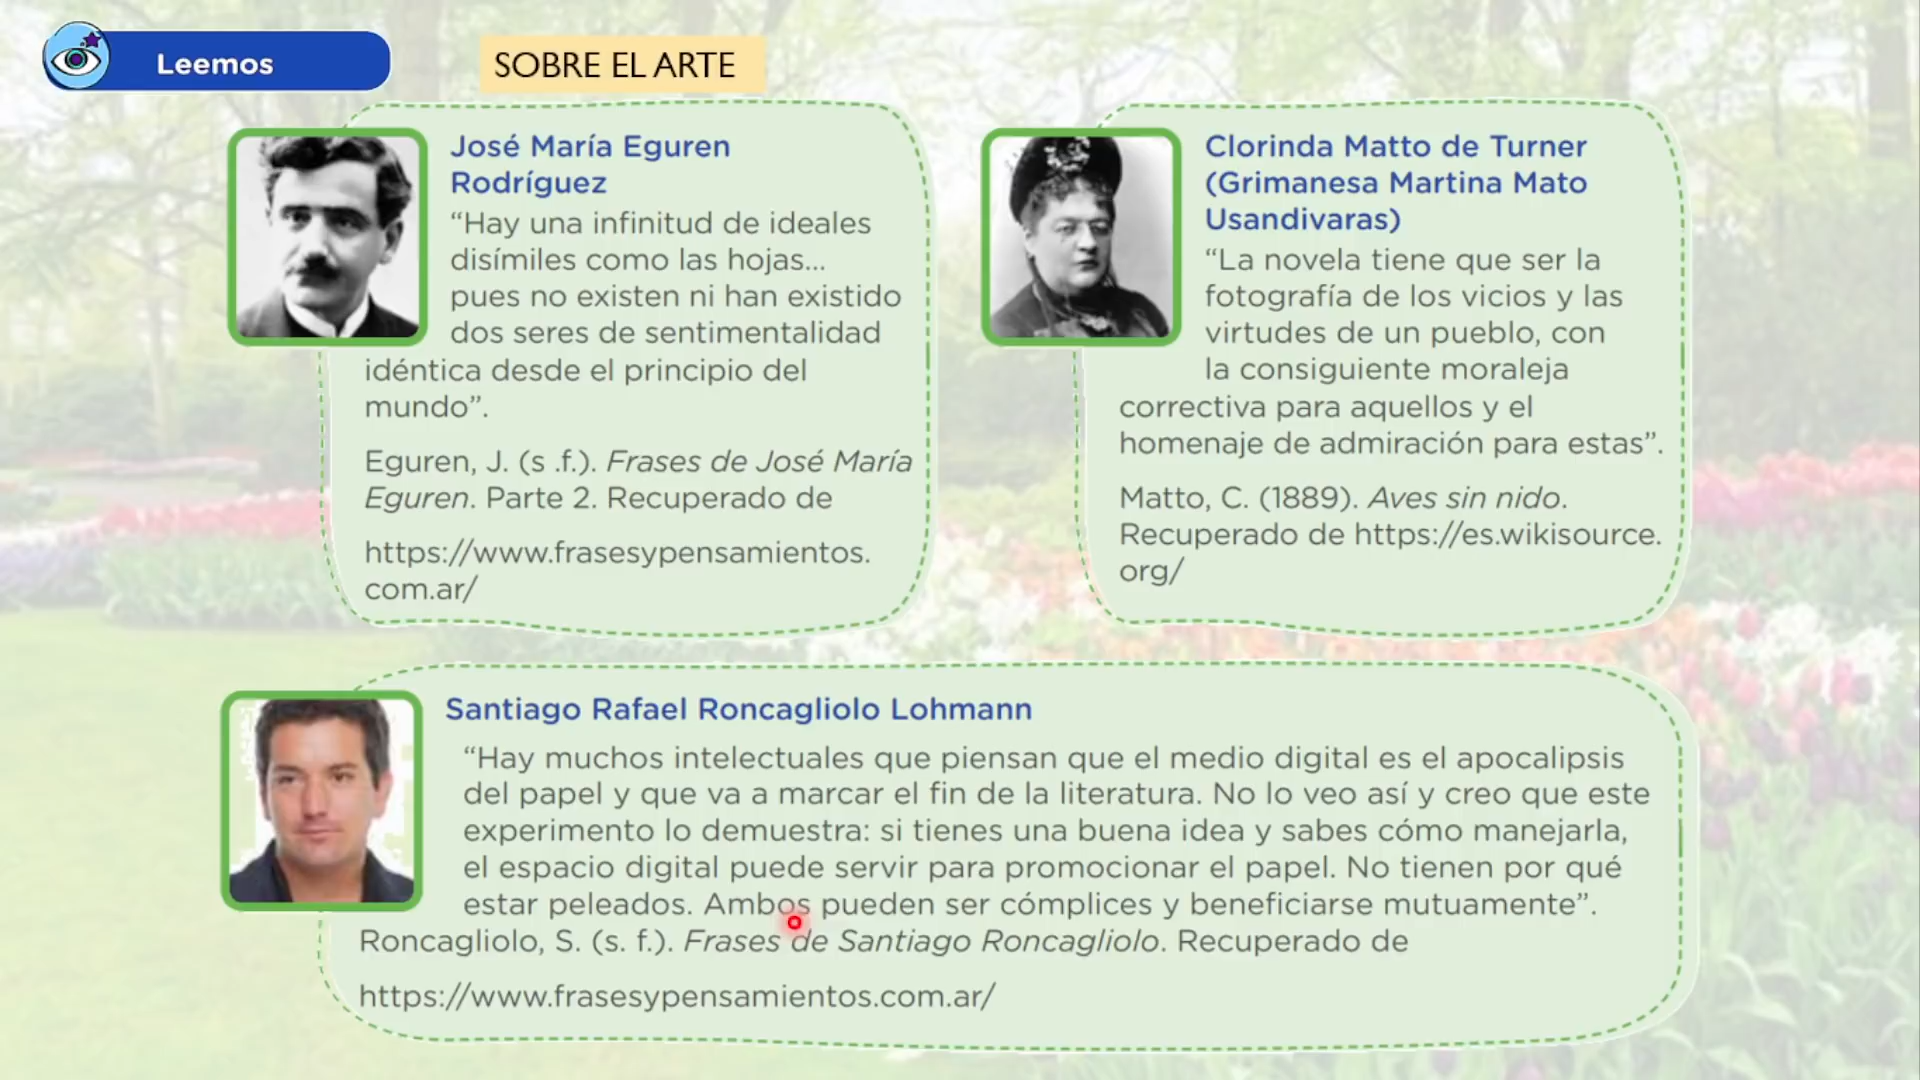 Leemos
SOBRE EL ARTE
José María Eguren
Rodríguez
“Hay una infinitud de ideales
disímiles como las hojas...
pues no existen ni han existido
dos seres de sentimentalidad
idéntica desde el principio del
mundo”.
Eguren, J. (s .f.). Frases de José María
Eguren. Parte 2. Recuperado de
https://www.frasesypensamientos.
com.ar/
Clorinda Matto de Turner
(Grimanesa Martina Mato
Usandivaras)
“La novela tiene que ser la
fotografía de los vicios y las
virtudes de un pueblo, con
la consiguiente moraleja
correctiva para aquellos y el
homenaje de admiración para estas”.
Matto, C. (1889). Aves sin nido.
Recuperado de https://es.wikisource.
org/
Santiago Rafael Roncagliolo Lohmann
“Hay muchos intelectuales que piensan que el medio digital es el apocalipsis
del papel y que va a marcar el fin de la literatura. No lo veo así y creo que este
experimento lo demuestra: si tienes una buena idea y sabes cómo manejarla,
el espacio digital puede servir para promocionar el papel. No tienen por qué
estar peleados. Ambos pueden ser cómplices y beneficiarse mutuamente”.
Roncagliolo, S. (s. f.). Frases de Santiago Roncagliolo. Recuperado de
https://www.frasesypensamientos.com.ar/